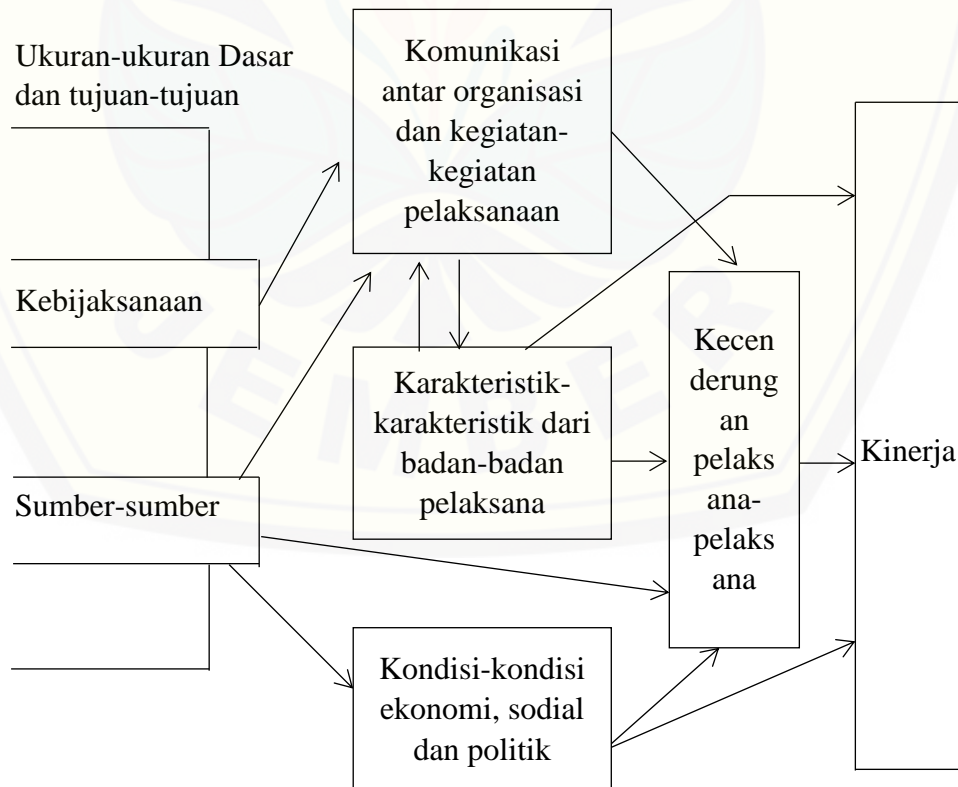 Ukuran-ukuran Dasar
dan tujuan-tujuan
Kebijaksanaan
Sumber-sumber
Komunikasi
antar organisasi
dan kegiatan-
kegiatan
pelaksanaan
Karakteristik-
karakteristik dari
badan-badan
pelaksana
Kondisi-kondisi
ekonomi, sodial
dan politik
Kecen
derung
an
pelaks
ana-
pelaks
ana
Kinerja
JEMBER